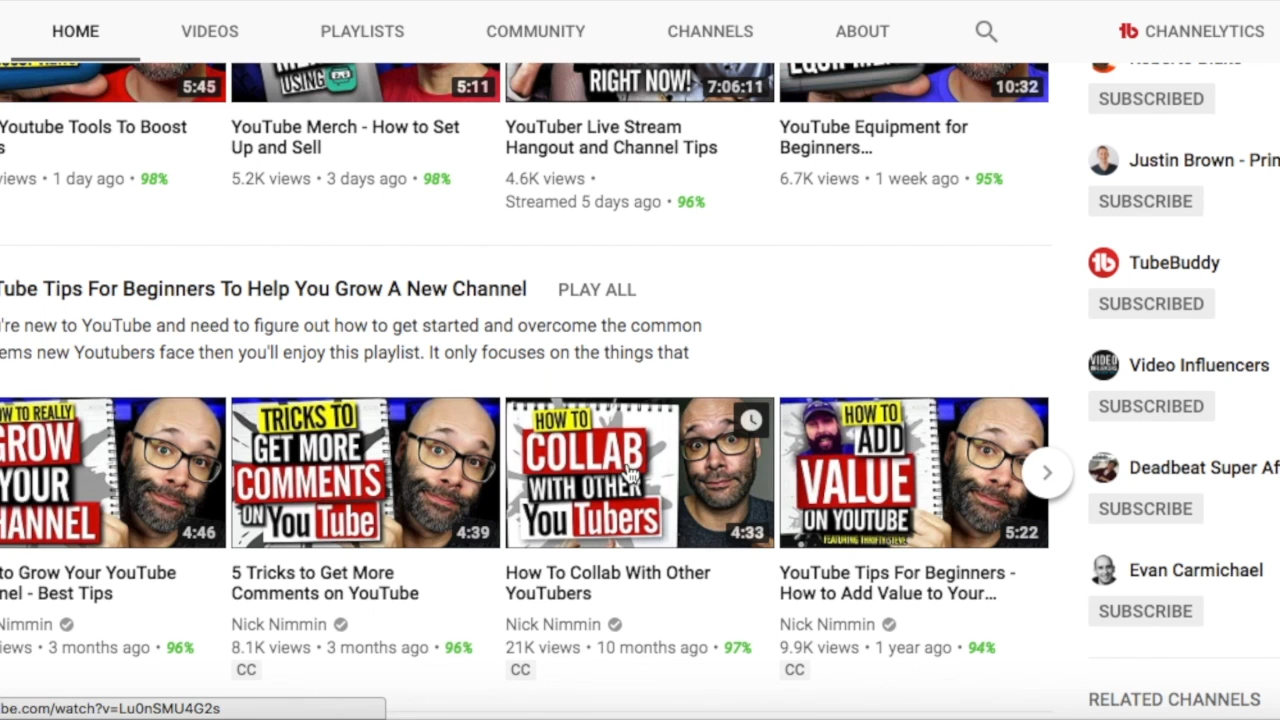 HOME VIDEOS PLAYLISTS COMMUNITY CHANNELS ABOUT CHANNELYTICS
5:45
USING
5:11
RIGHT NOW!
7:06:11
10:32
Youtube Tools To Boost
s
views • 1 day ago • 98%
YouTube Merch - How to Set
Up and Sell
5.2K views • 3 days ago • 98%
YouTuber Live Stream
Hangout and Channel Tips
4.6K views •
Streamed 5 days ago • 96%
YouTube Equipment for
Beginners...
6.7K views • 1 week ago • 95%
Tube Tips For Beginners To Help You Grow A New Channel PLAY ALL
're new to YouTube and need to figure out how to get started and overcome the common
ems new Youtubers face then you'll enjoy this playlist. It only focuses on the things that
OW TO REALLY
GROW
YOUR
HANNEL
4:46
TRICKS TO
GET MORE
COMMENTS
ON YouTube
4:39
HOW TO
COLLAB
WITH OTHER
YouTubers
4:33
HOW TO
ADD
VALUE
ON YOUTUBE
FEATURING THRIFTY STEVE
5:22
to Grow Your YouTube
nel - Best Tips
Nimmin
iews • 3 months ago • 96%
5 Tricks to Get More
Comments on YouTube
Nick Nimmin
8.1K views • 3 months ago • 96%
CC
How To Collab With Other
YouTubers
Nick Nimmin
21K views • 10 months ago • 97%
CC
YouTube Tips For Beginners -
How to Add Value to Your...
Nick Nimmin
9.9K views • 1 year ago • 94%
CC
SUBSCRIBED
Justin Brown - Prin
SUBSCRIBE
TubeBuddy
SUBSCRIBED
VIDEO
Video Influencers
SUBSCRIBED
Deadbeat Super Af
SUBSCRIBE
Evan Carmichael
SUBSCRIBE
RELATED CHANNELS
be.com/watch?v=Lu0nSMU4G2s